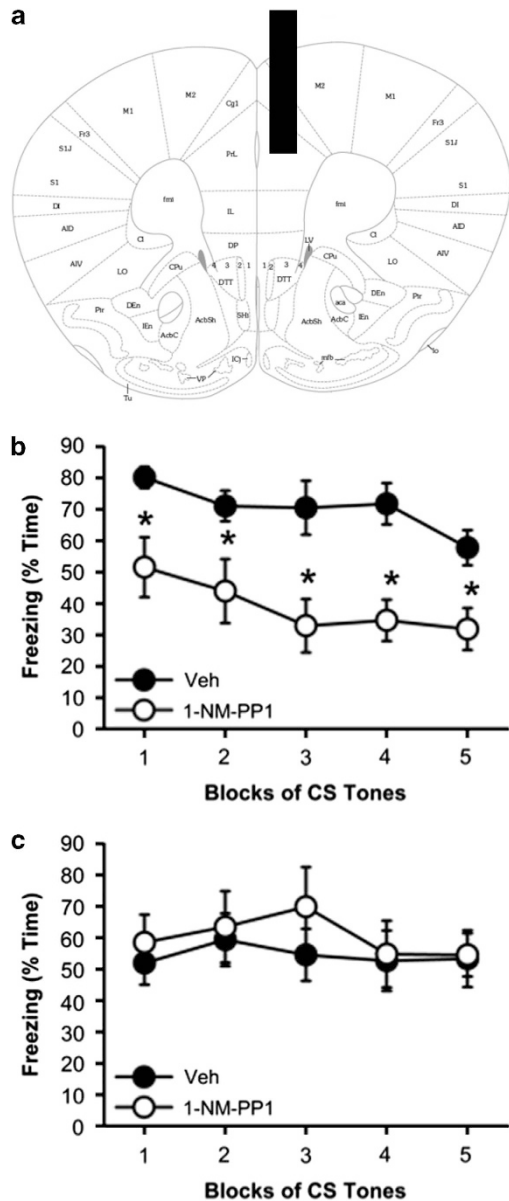 a
M2 M2
M1 Cg1 M1
Fr3 Fr3
S1J PrL S1J
S1 fmi fmi S1
DI IL DI
AID Cl DP LV Cl AID
AIV LO CPu 4 3 2 1 1 2 3 4 CPu LO AIV
DTT DTT
Pir DEn AcbSh SHi AcbSh aca DEn Pir
IEn AcbC AcbC IEn
ICj mfb lo
VP
Tu
b
90
80
70
60
50
40
30
20
10
0
Freezing (% Time)
* * * * *
Veh
1-NM-PP1
1 2 3 4 5
Blocks of CS Tones
c
90
80
70
60
50
40
30
20
10
0
Freezing (% Time)
Veh
1-NM-PP1
1 2 3 4 5
Blocks of CS Tones